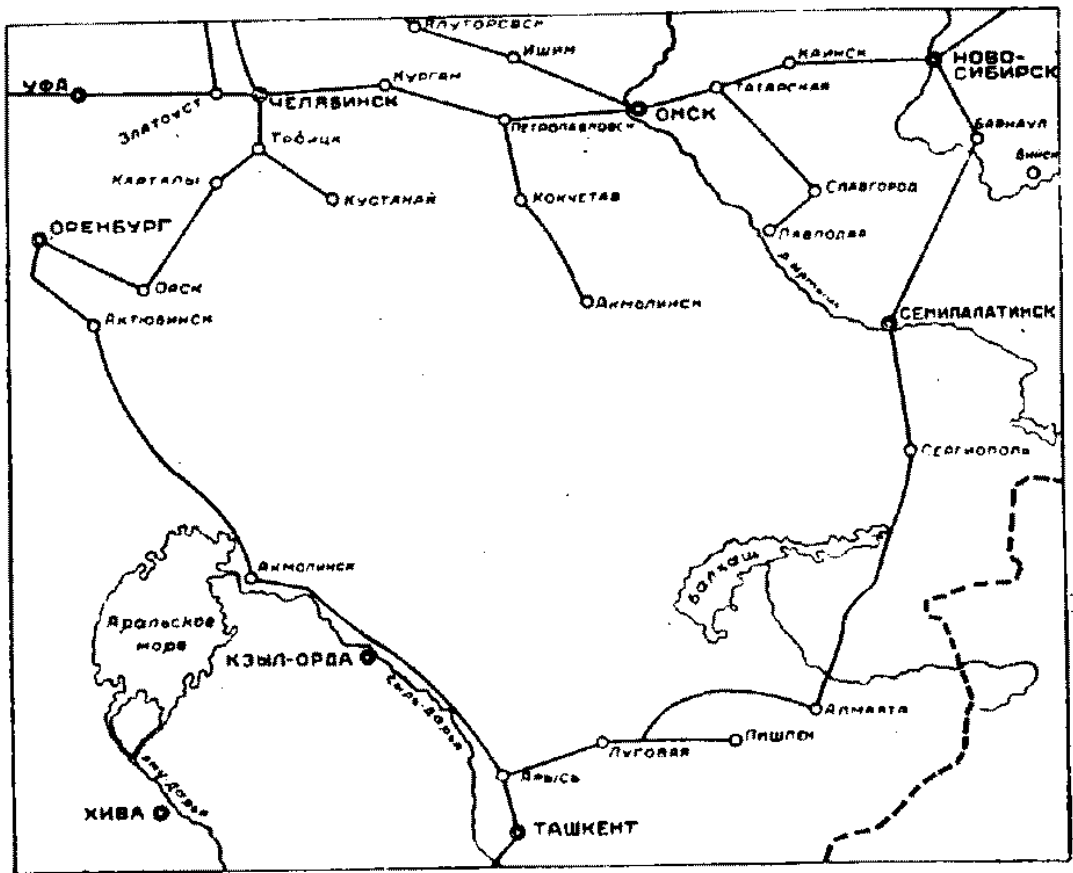 ЯЛУТОРОВСК
ИШИМ
КАИНСК
НОВО-
СИБИРСК
УФА
ЗЛАТОУСТ
ЧЕЛЯБИНСК
КУРГАН
ПЕТРОПАВЛОВСК
ОМСК
ТАТАРСКАЯ
БАРНАУЛ
БИЙСК
ТРОИЦК
КАРТАЛЫ
КУСТАНАЙ
КОКЧЕТАВ
СЛАВГОРОД
ПАВЛОДАР
ОРЕНБУРГ
Р. ИРТЫШ
ОРСК
АКМОЛИНСК
АКТЮБИНСК
СЕМИПАЛАТИНСК
СЕРГИОПОЛЬ
АКМОЛИНСК
БАЛХАШ
Аральское
море
КЗЫЛ-ОРДА
СЫР-ДАРЬЯ
АЛМААТА
ЛУГОВАЯ
ПИШПЕК
АРЫСЬ
АМУ-ДАРЬЯ
ХИВА
ТАШКЕНТ